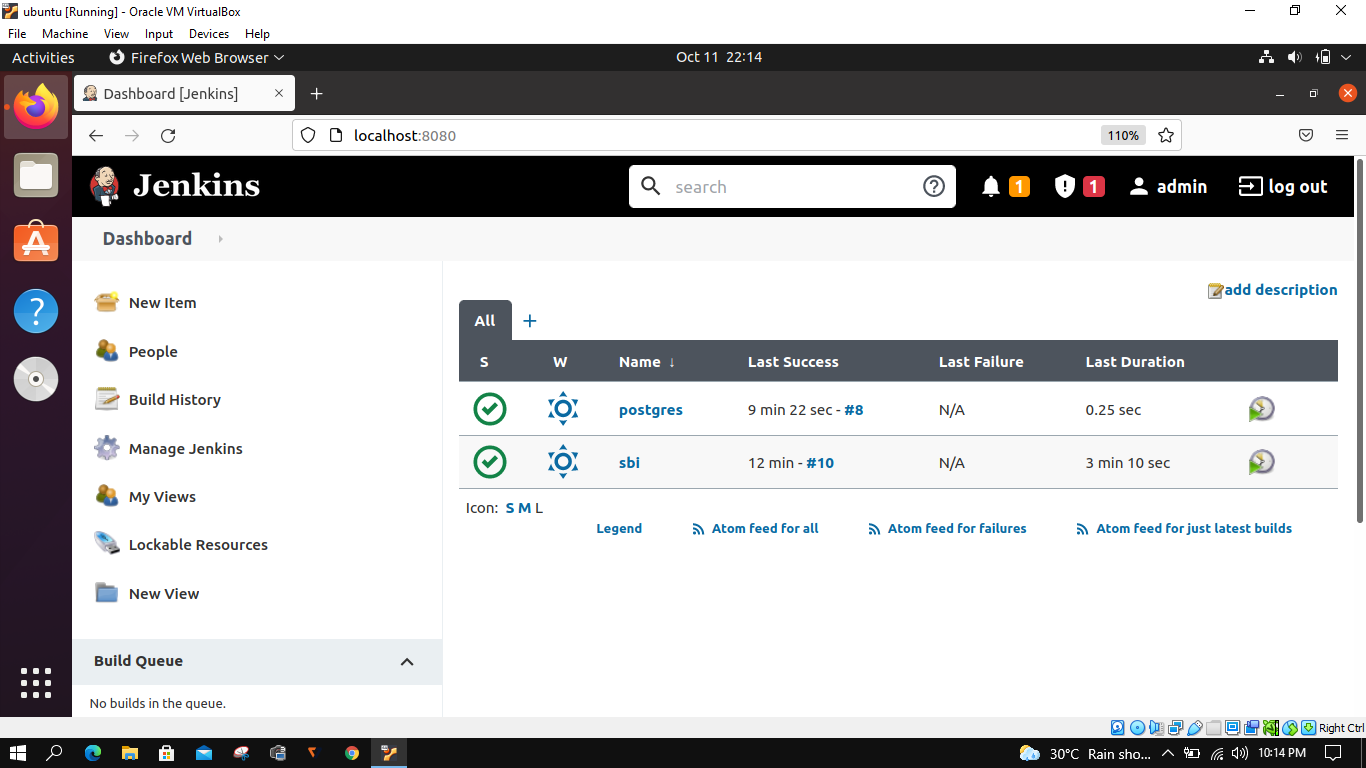 ubuntu [Running] - Oracle VM VirtualBox
File Machine View Input Devices Help
Activities Firefox Web Browser Oct 11 22:14
Dashboard [Jenkins]
localhost:8080 110%
Jenkins search 1 1 admin log out
Dashboard
New Item
People
Build History
Manage Jenkins
My Views
Lockable Resources
New View
Build Queue
No builds in the queue.
add description
All +
S W Name ↓ Last Success Last Failure Last Duration
postgres 9 min 22 sec - #8 N/A 0.25 sec
sbi 12 min - #10 N/A 3 min 10 sec
Icon: S M L
Legend Atom feed for all Atom feed for failures Atom feed for just latest builds
Right Ctrl
30°C Rain sho... 10:14 PM